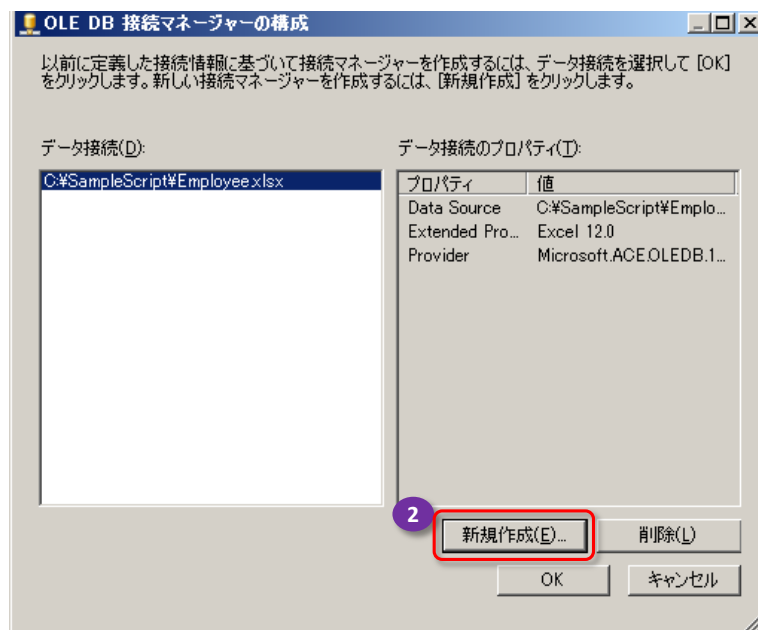 OLE DB 接続マネージャーの構成
以前に定義した接続情報に基づいて接続マネージャーを作成するには、データ接続を選択して [OK]
をクリックします。新しい接続マネージャーを作成するには、[新規作成] をクリックします。
データ接続(D):
データ接続のプロパティ(T):
C:¥SampleScript¥Employee.xlsx
プロパティ 値
Data Source C:¥SampleScript¥Emplo...
Extended Pro... Excel 12.0
Provider Microsoft.ACE.OLEDB.1...
2
新規作成(E)... 削除(L)
OK キャンセル